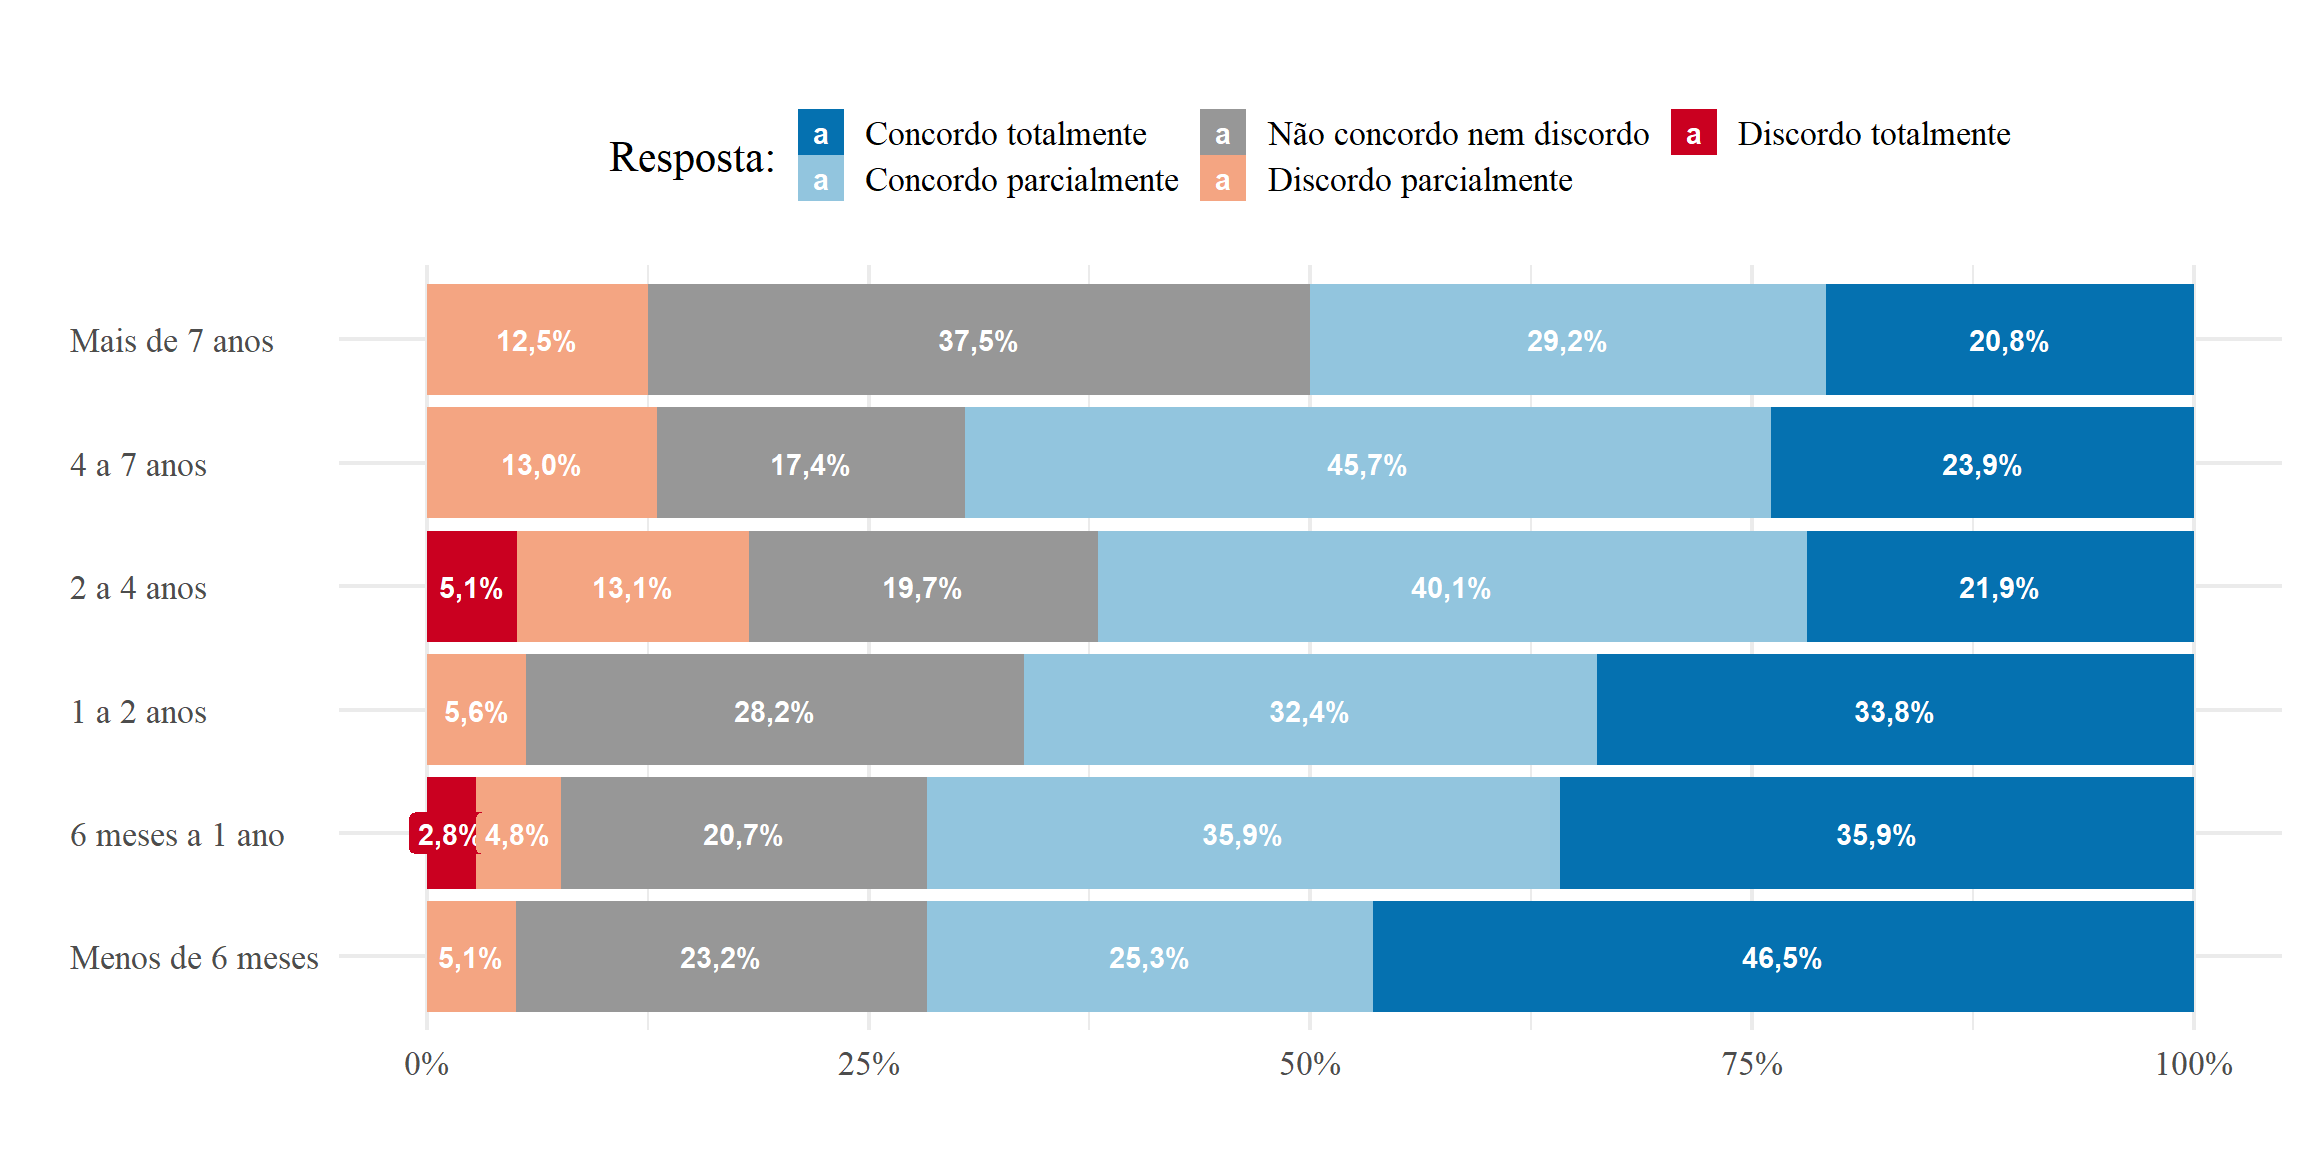 Resposta:
a Concordo totalmente
a Concordo parcialmente
a Não concordo nem discordo
a Discordo parcialmente
a Discordo totalmente
Mais de 7 anos 12,5% 37,5% 29,2% 20,8%
4 a 7 anos 13,0% 17,4% 45,7% 23,9%
2 a 4 anos 5,1% 13,1% 19,7% 40,1% 21,9%
1 a 2 anos 5,6% 28,2% 32,4% 33,8%
6 meses a 1 ano 2,8% 4,8% 20,7% 35,9% 35,9%
Menos de 6 meses 5,1% 23,2% 25,3% 46,5%
0% 25% 50% 75% 100%